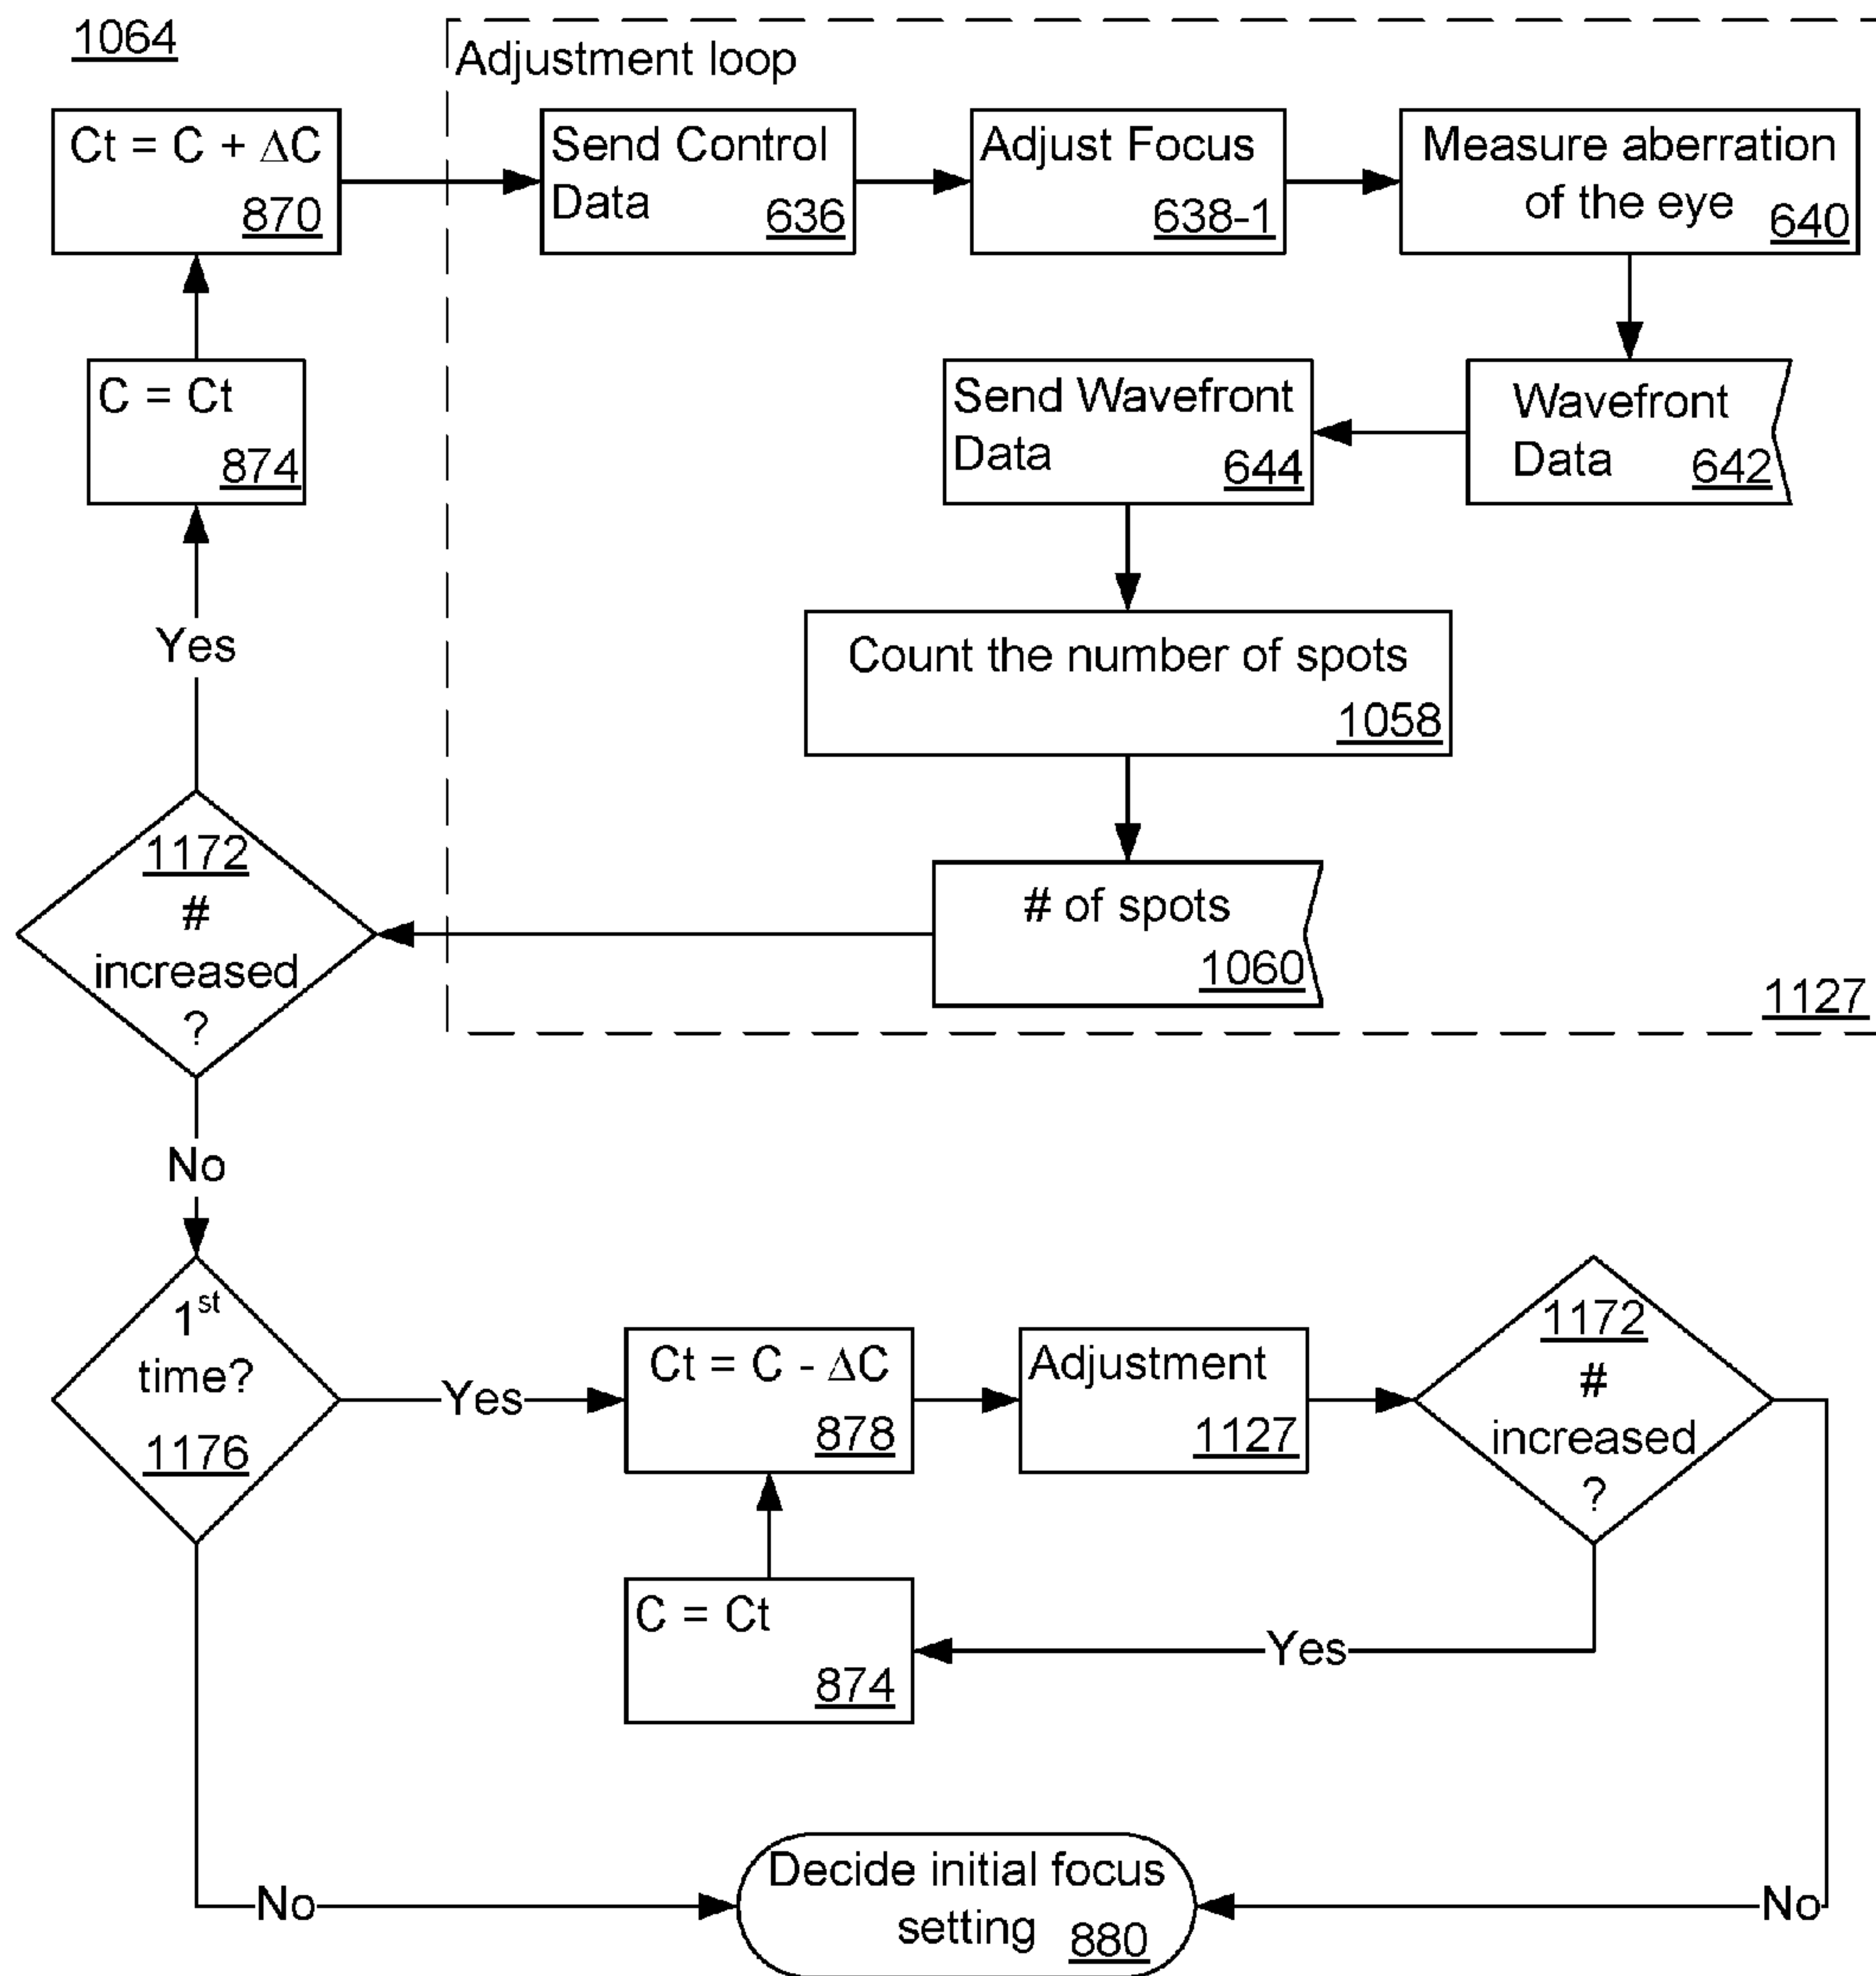 1064
Adjustment loop
Ct = C + ΔC
870
Send Control
Data 636
Adjust Focus
638-1
Measure aberration
of the eye 640
C = Ct
874
Send Wavefront
Data 644
Wavefront
Data 642
Yes
Count the number of spots
1058
1172
#
increased
?
# of spots
1060
1127
No
1st
time?
1176
Yes
Ct = C - ΔC
878
Adjustment
1127
1172
#
increased
?
C = Ct
874
Yes
No
Decide initial focus
setting 880
No